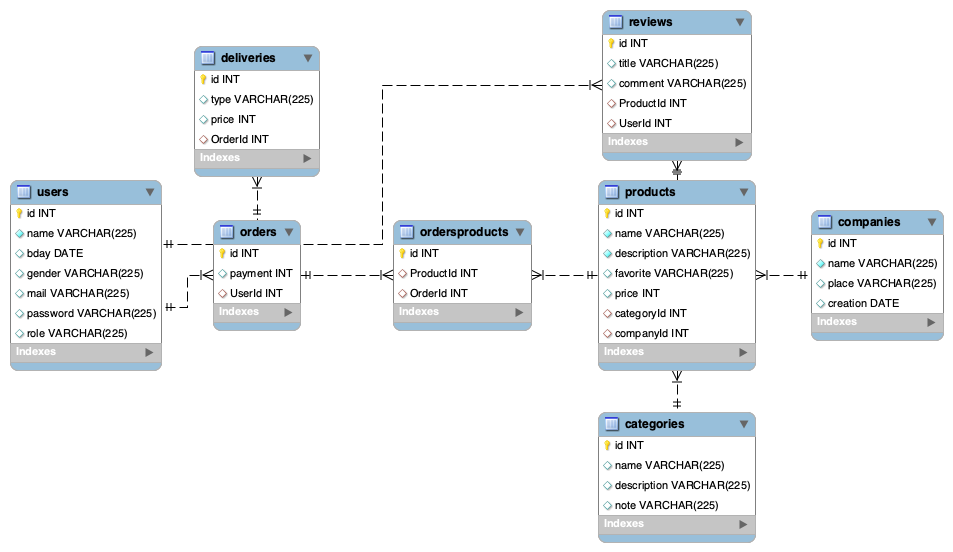 reviews
id INT
title VARCHAR(225)
comment VARCHAR(225)
ProductId INT
UserId INT
Indexes
deliveries
id INT
type VARCHAR(225)
price INT
OrderId INT
Indexes
users
id INT
name VARCHAR(225)
bday DATE
gender VARCHAR(225)
mail VARCHAR(225)
password VARCHAR(225)
role VARCHAR(225)
Indexes
orders
id INT
payment INT
UserId INT
Indexes
ordersproducts
id INT
ProductId INT
OrderId INT
Indexes
products
id INT
name VARCHAR(225)
description VARCHAR(225)
favorite VARCHAR(225)
price INT
categoryId INT
companyId INT
Indexes
companies
id INT
name VARCHAR(225)
place VARCHAR(225)
creation DATE
Indexes
categories
id INT
name VARCHAR(225)
description VARCHAR(225)
note VARCHAR(225)
Indexes